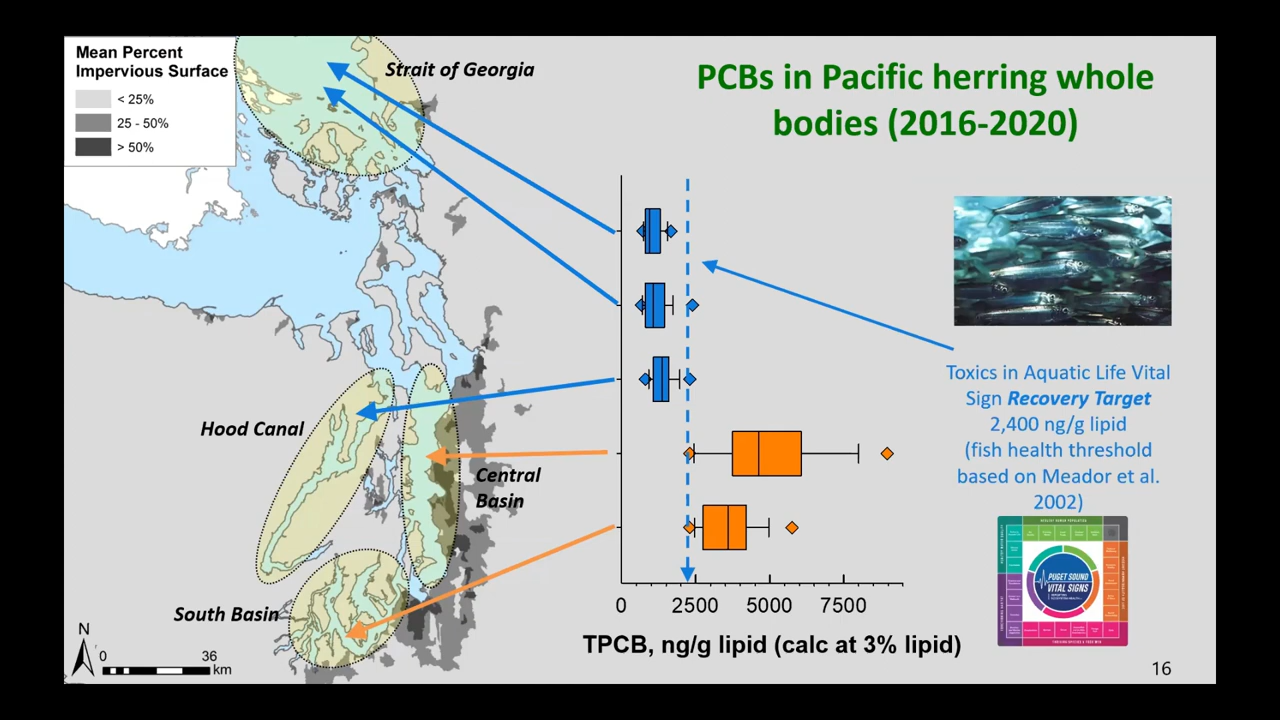 Mean Percent
Impervious Surface
< 25%
25 - 50%
> 50%
Strait of Georgia
PCBs in Pacific herring whole
bodies (2016-2020)
Toxics in Aquatic Life Vital
Sign Recovery Target
2,400 ng/g lipid
(fish health threshold
based on Meador et al.
2002)
Hood Canal
Central
Basin
South Basin
N
0 36
km
0 2500 5000 7500
TPCB, ng/g lipid (calc at 3% lipid)
HEALTHY HUMAN POPULATION
PUGET SOUND
VITAL SIGNS
16